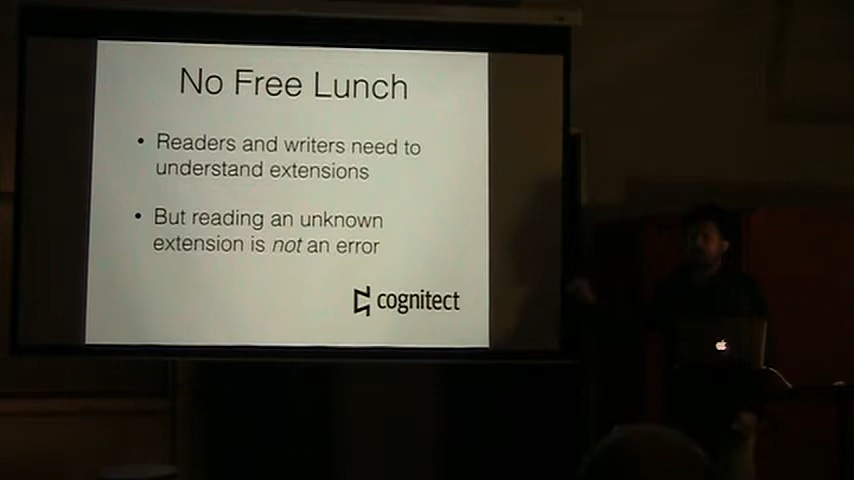 No Free Lunch
• Readers and writers need to
understand extensions
• But reading an unknown
extension is not an error
cognitect